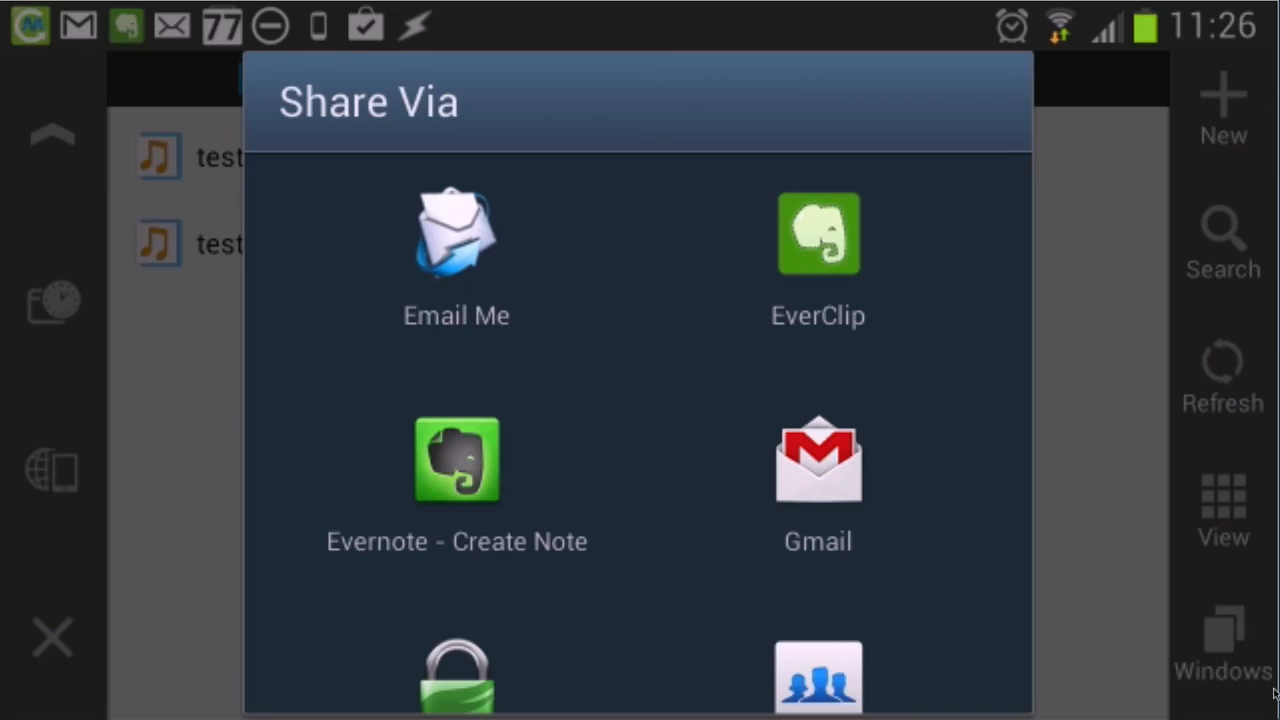 77
11:26
Share Via
New
test
Email Me
EverClip
Search
test
Refresh
Evernote - Create Note
Gmail
View
Windows